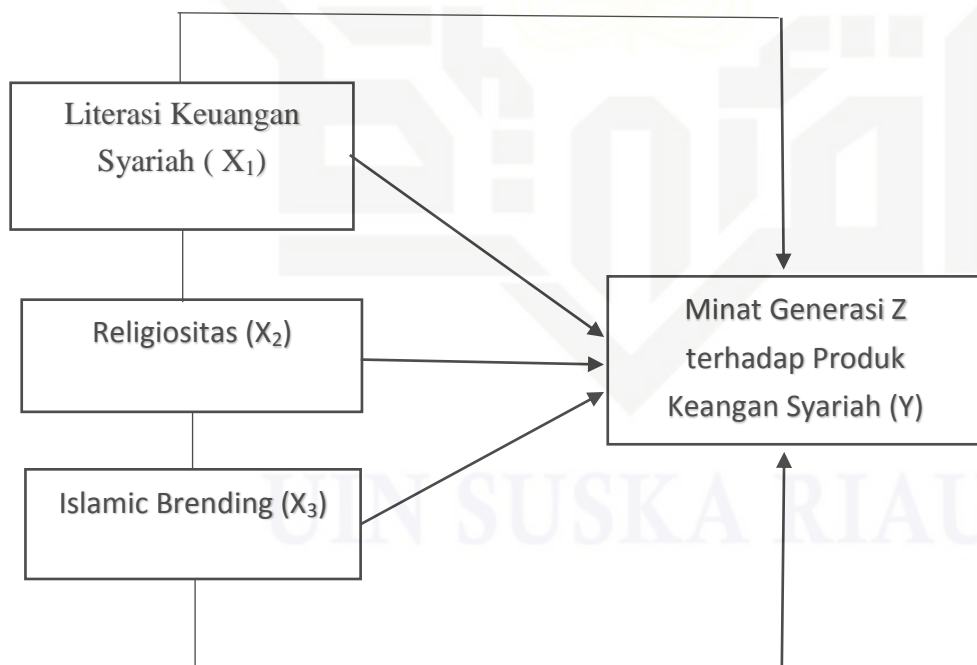 Literasi Keuangan
Syariah ( X₁)
Religiositas (X₂)
Islamic Brending (X₃)
Minat Generasi Z
terhadap Produk
Keangan Syariah (Y)
UIN SUSKA RIAU